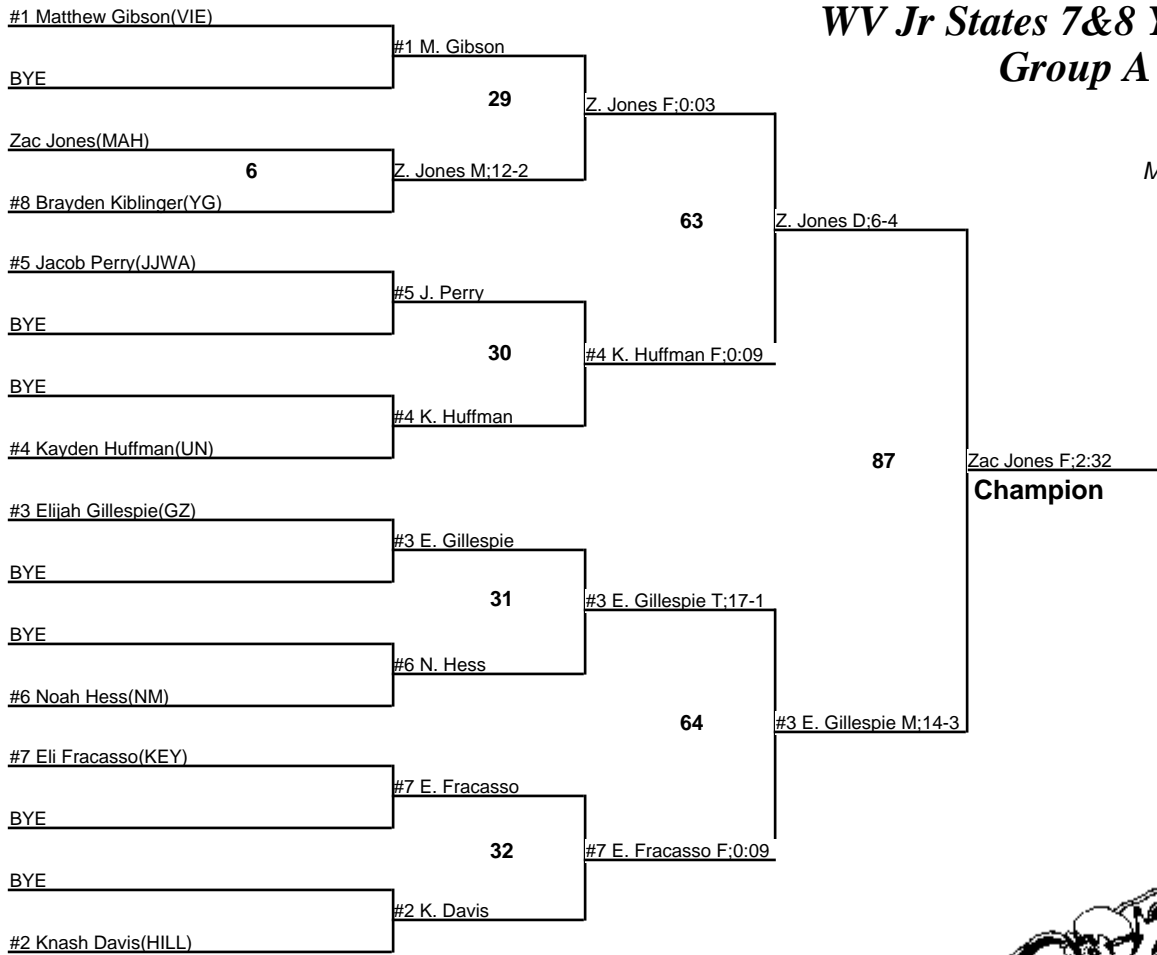 WV Jr States 7&8 Y
Group A
M
#1 Matthew Gibson(VIE)
BYE
Zac Jones(MAH)
6
#8 Brayden Kiblinger(YG)
#5 Jacob Perry(JJWA)
BYE
BYE
#4 Kayden Huffman(UN)
#3 Elijah Gillespie(GZ)
BYE
BYE
#6 Noah Hess(NM)
#7 Eli Fracasso(KEY)
BYE
BYE
#2 Knash Davis(HILL)
#1 M. Gibson
29
Z. Jones M;12-2
#5 J. Perry
30
#4 K. Huffman
#3 E. Gillespie
31
#6 N. Hess
#7 E. Fracasso
32
#2 K. Davis
Z. Jones F;0:03
63
#4 K. Huffman F;0:09
#3 E. Gillespie T;17-1
64
#7 E. Fracasso F;0:09
Z. Jones D;6-4
87
#3 E. Gillespie M;14-3
Zac Jones F;2:32
Champion